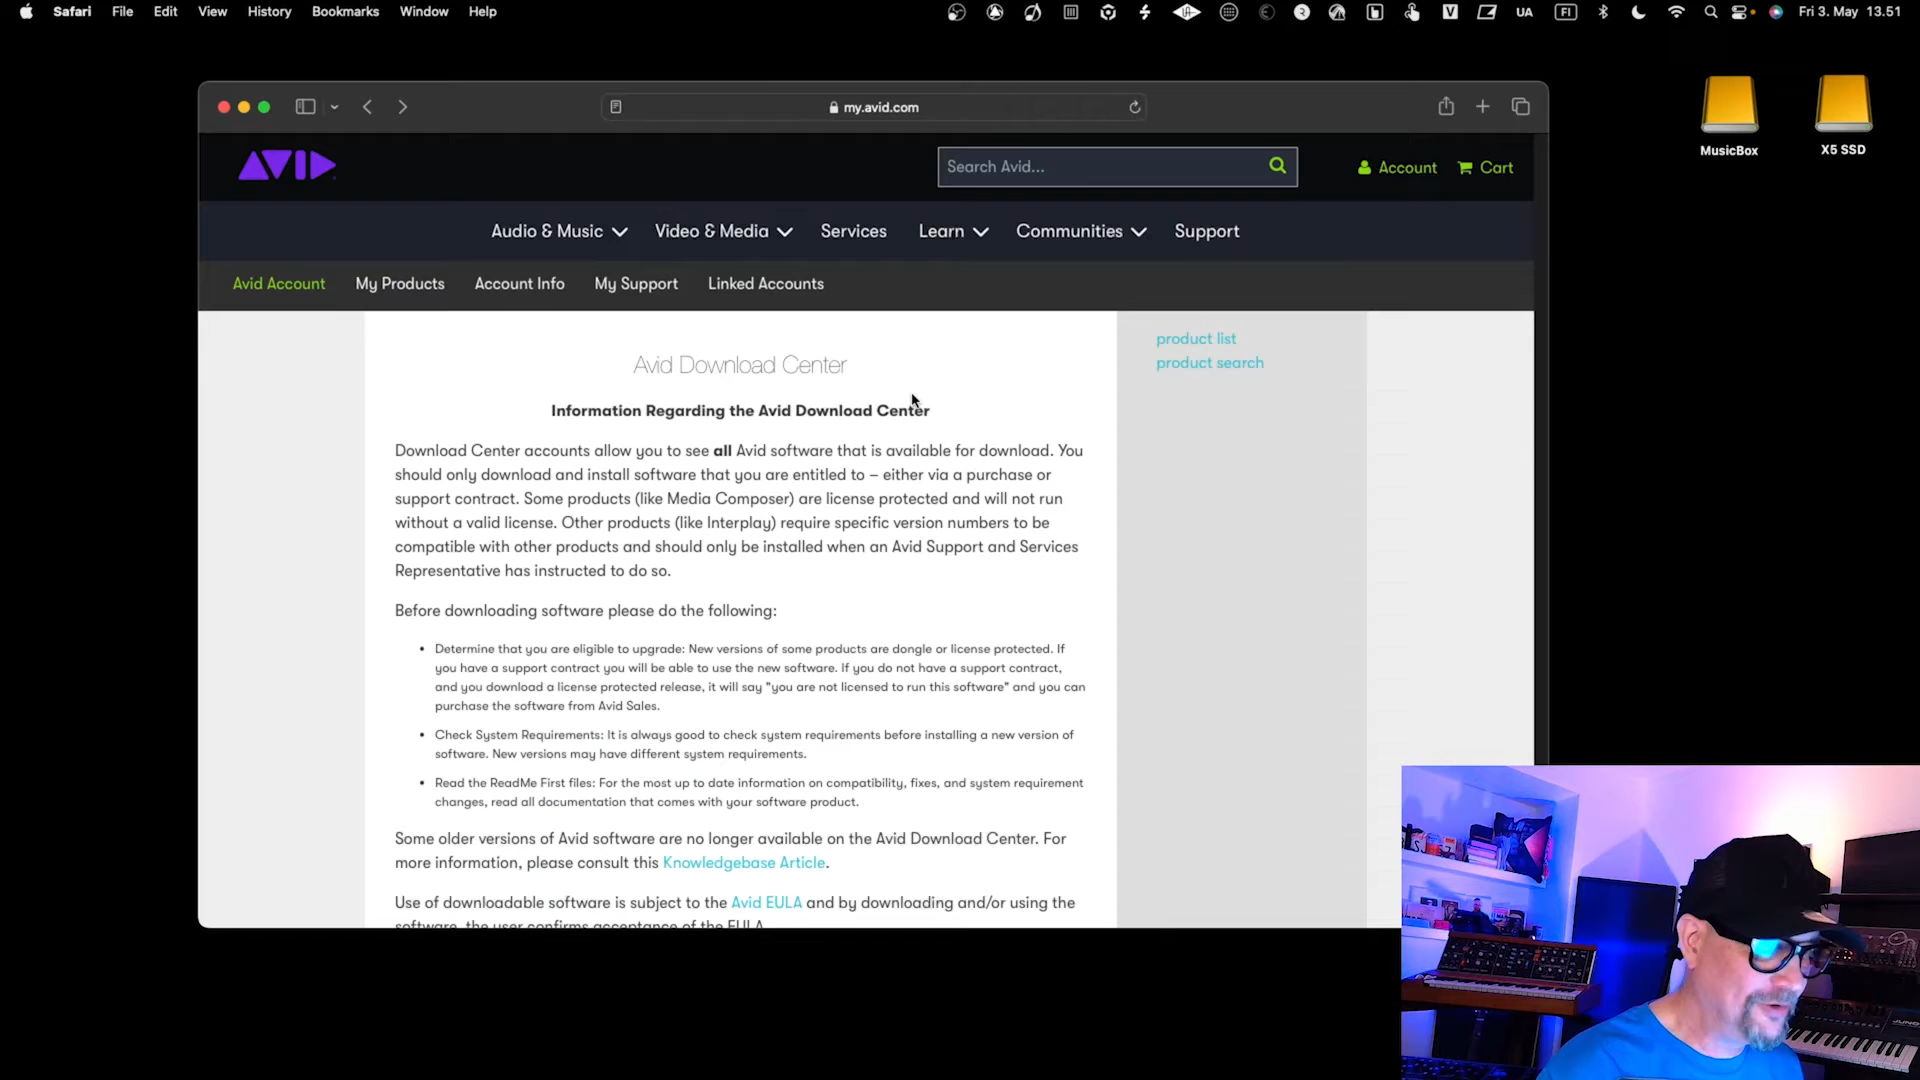 Safari File Edit View History Bookmarks Window Help UA FI Fri 3. May 13.51
my.avid.com
MusicBox X5 SSD
AVID Search Avid... Account Cart
Audio & Music Video & Media Services Learn Communities Support
Avid Account My Products Account Info My Support Linked Accounts
product list
product search
Avid Download Center
Information Regarding the Avid Download Center
Download Center accounts allow you to see all Avid software that is available for download. You
should only download and install software that you are entitled to – either via a purchase or
support contract. Some products (like Media Composer) are license protected and will not run
without a valid license. Other products (like Interplay) require specific version numbers to be
compatible with other products and should only be installed when an Avid Support and Services
Representative has instructed to do so.
Before downloading software please do the following:
• Determine that you are eligible to upgrade: New versions of some products are dongle or license protected. If
you have a support contract you will be able to use the new software. If you do not have a support contract,
and you download a license protected release, it will say "you are not licensed to run this software" and you can
purchase the software from Avid Sales.
• Check System Requirements: It is always good to check system requirements before installing a new version of
software. New versions may have different system requirements.
• Read the ReadMe First files: For the most up to date information on compatibility, fixes, and system requirement
changes, read all documentation that comes with your software product.
Some older versions of Avid software are no longer available on the Avid Download Center. For
more information, please consult this Knowledgebase Article.
Use of downloadable software is subject to the Avid EULA and by downloading and/or using the
software, the user confirms acceptance of the EULA